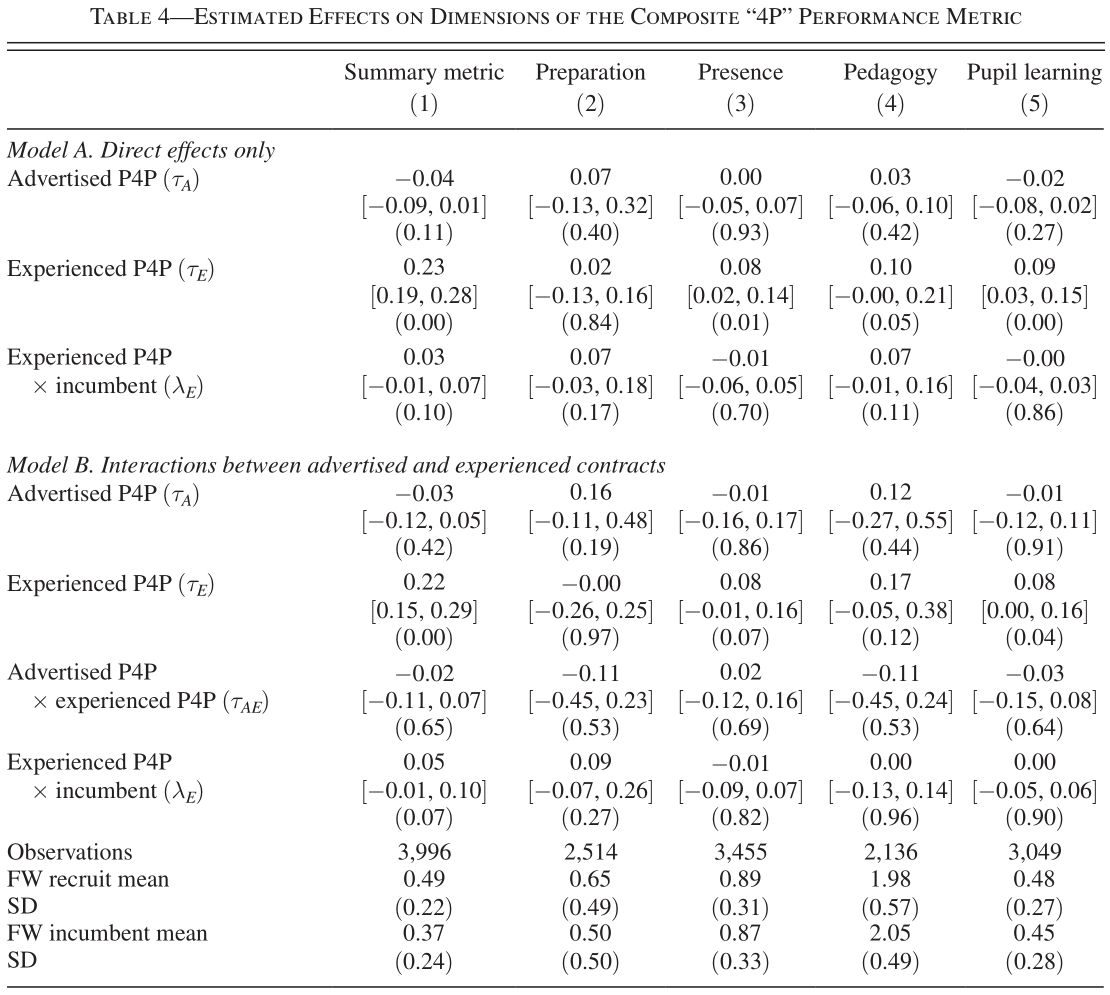 TABLE 4—ESTIMATED EFFECTS ON DIMENSIONS OF THE COMPOSITE “4P” PERFORMANCE METRIC
Summary metric Preparation Presence Pedagogy Pupil learning
(1) (2) (3) (4) (5)
Model A. Direct effects only
Advertised P4P (τA) −0.04 0.07 0.00 0.03 −0.02
[−0.09, 0.01] [−0.13, 0.32] [−0.05, 0.07] [−0.06, 0.10] [−0.08, 0.02]
(0.11) (0.40) (0.93) (0.42) (0.27)
Experienced P4P (τE) 0.23 0.02 0.08 0.10 0.09
[0.19, 0.28] [−0.13, 0.16] [0.02, 0.14] [−0.00, 0.21] [0.03, 0.15]
(0.00) (0.84) (0.01) (0.05) (0.00)
Experienced P4P 0.03 0.07 −0.01 0.07 −0.00
× incumbent (λE) [−0.01, 0.07] [−0.03, 0.18] [−0.06, 0.05] [−0.01, 0.16] [−0.04, 0.03]
(0.10) (0.17) (0.70) (0.11) (0.86)
Model B. Interactions between advertised and experienced contracts
Advertised P4P (τA) −0.03 0.16 −0.01 0.12 −0.01
[−0.12, 0.05] [−0.11, 0.48] [−0.16, 0.17] [−0.27, 0.55] [−0.12, 0.11]
(0.42) (0.19) (0.86) (0.44) (0.91)
Experienced P4P (τE) 0.22 −0.00 0.08 0.17 0.08
[0.15, 0.29] [−0.26, 0.25] [−0.01, 0.16] [−0.05, 0.38] [0.00, 0.16]
(0.00) (0.97) (0.07) (0.12) (0.04)
Advertised P4P −0.02 −0.11 0.02 −0.11 −0.03
× experienced P4P (τAE) [−0.11, 0.07] [−0.45, 0.23] [−0.12, 0.16] [−0.45, 0.24] [−0.15, 0.08]
(0.65) (0.53) (0.69) (0.53) (0.64)
Experienced P4P 0.05 0.09 −0.01 0.00 0.00
× incumbent (λE) [−0.01, 0.10] [−0.07, 0.26] [−0.09, 0.07] [−0.13, 0.14] [−0.05, 0.06]
(0.07) (0.27) (0.82) (0.96) (0.90)
Observations 3,996 2,514 3,455 2,136 3,049
FW recruit mean 0.49 0.65 0.89 1.98 0.48
SD (0.22) (0.49) (0.31) (0.57) (0.27)
FW incumbent mean 0.37 0.50 0.87 2.05 0.45
SD (0.24) (0.50) (0.33) (0.49) (0.28)